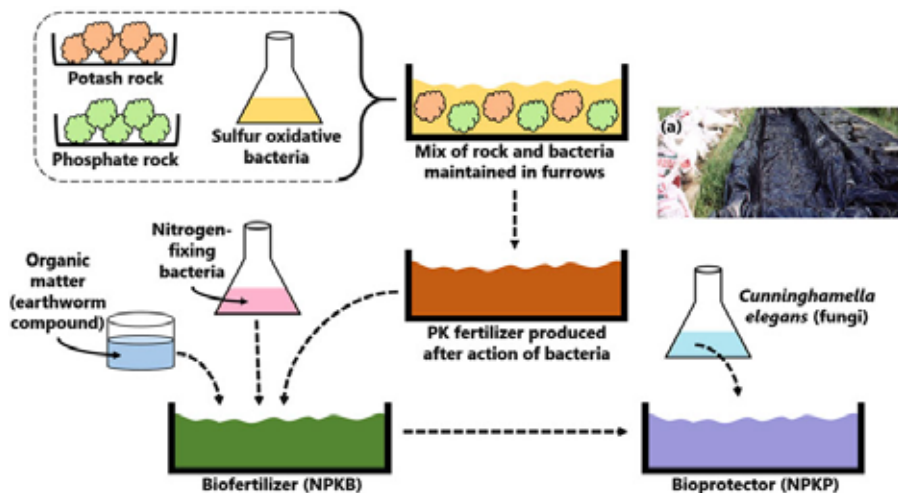 Potash rock
Phosphate rock
Sulfur oxidative
bacteria
Mix of rock and bacteria
maintained in furrows
(a)
Nitrogen-
fixing
bacteria
Organic
matter
(earthworm
compound)
PK fertilizer produced
after action of bacteria
Cunninghamella
elegans (fungi)
Biofertilizer (NPKB)
Bioprotector (NPKP)